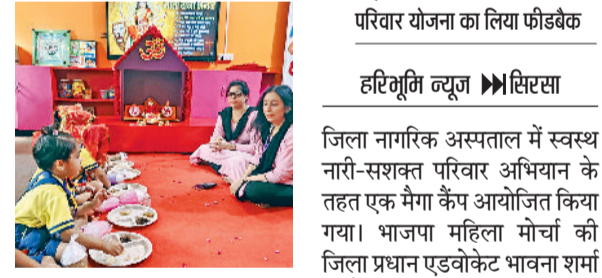 परिवार योजना का लिया फीडबैक
हरिभूमि न्यूज ▶▶| सिरसा
जिला नागरिक अस्पताल में स्वस्थ
नारी-सशक्त परिवार अभियान के
तहत एक मैगा कैंप आयोजित किया
गया। भाजपा महिला मोर्चा की
जिला प्रधान एडवोकेट भावना शर्मा